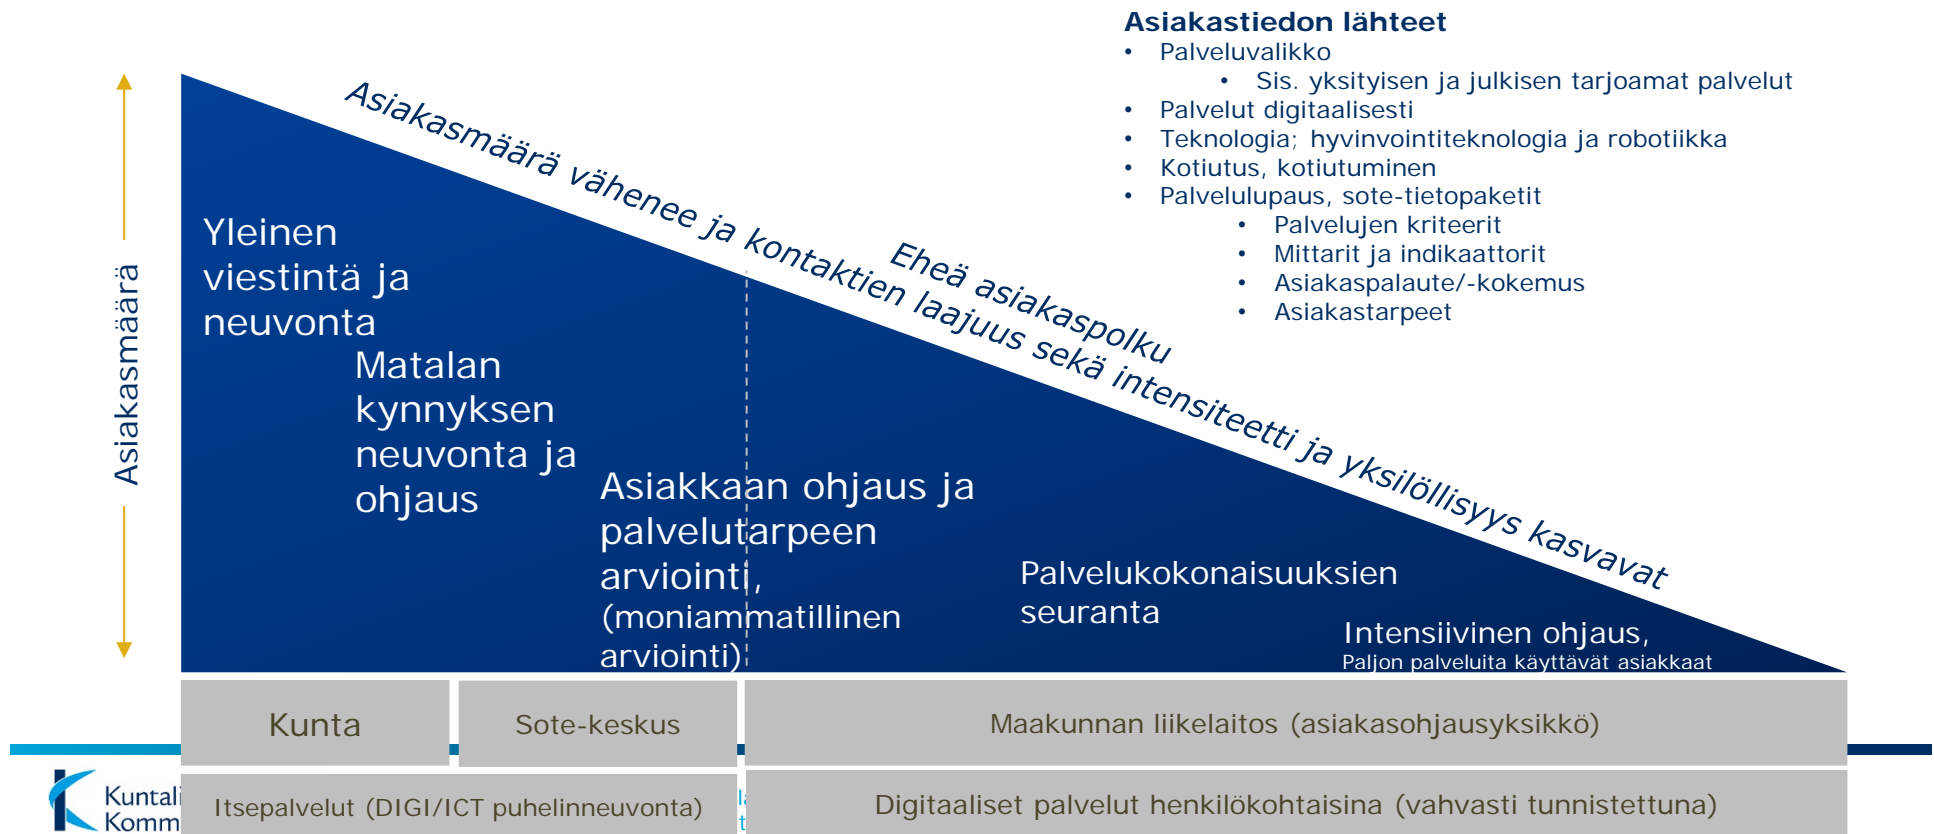 Asiakastiedon lähteet
• Palveluvalikko
• Sis. yksityisen ja julkisen tarjoamat palvelut
• Palvelut digitaalisesti
• Teknologia; hyvinvointiteknologia ja robotiikka
• Kotiutus, kotiutuminen
• Palvelulupaus, sote-tietopaketit
• Palvelujen kriteerit
• Mittarit ja indikaattorit
• Asiakaspalaute/-kokemus
• Asiakastarpeet
Asiakasmäärä
Eheä asiakaspolku
Asiakasmäärä vähenee ja kontaktien laajuus sekä intensiteetti ja yksilöllisyys kasvavat
Yleinen
viestintä ja
neuvonta
Matalan
kynnyksen
neuvonta ja
ohjaus
Asiakkaan ohjaus ja
palvelutarpeen
arviointi,
(moniammatillinen
arviointi)
Palvelukokonaisuuksien
seuranta
Intensiivinen ohjaus,
Paljon palveluita käyttävät asiakkaat
Kunta
Sote-keskus
Maakunnan liikelaitos (asiakasohjausyksikkö)
Kuntali
Komm
Itsepalvelut (DIGI/ICT puhelinneuvonta)
Digitaaliset palvelut henkilökohtaisina (vahvasti tunnistettuna)